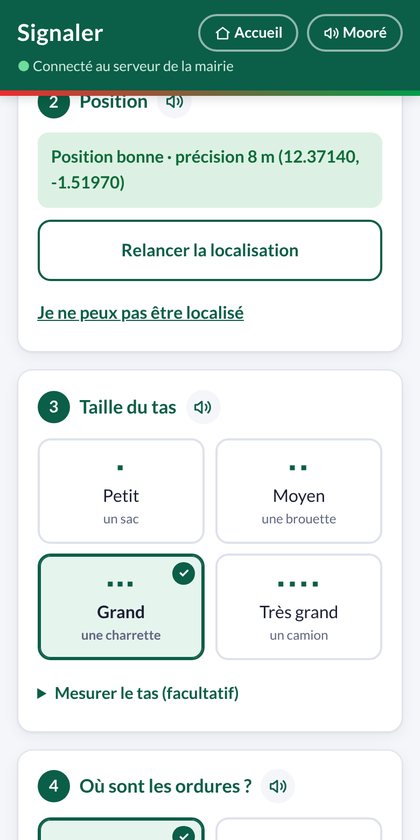 Signaler
Accueil
Mooré
Connecté au serveur de la mairie
2 Position
Position bonne · précision 8 m (12.37140,
-1.51970)
Relancer la localisation
Je ne peux pas être localisé
3 Taille du tas
Petit
un sac
Moyen
une brouette
Grand
une charrette
Très grand
un camion
Mesurer le tas (facultatif)
4 Où sont les ordures ?